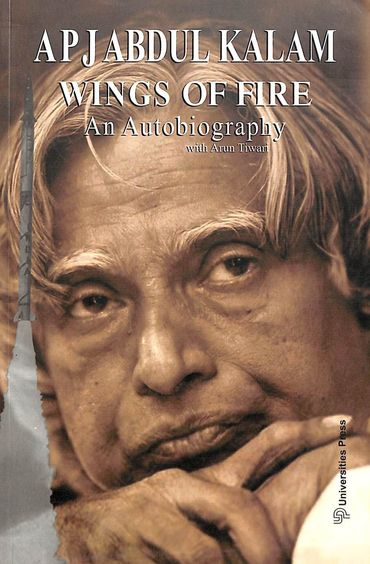 A P J ABDUL KALAM
WINGS OF FIRE
An Autobiography
with Arun Tiwari
Universities Press